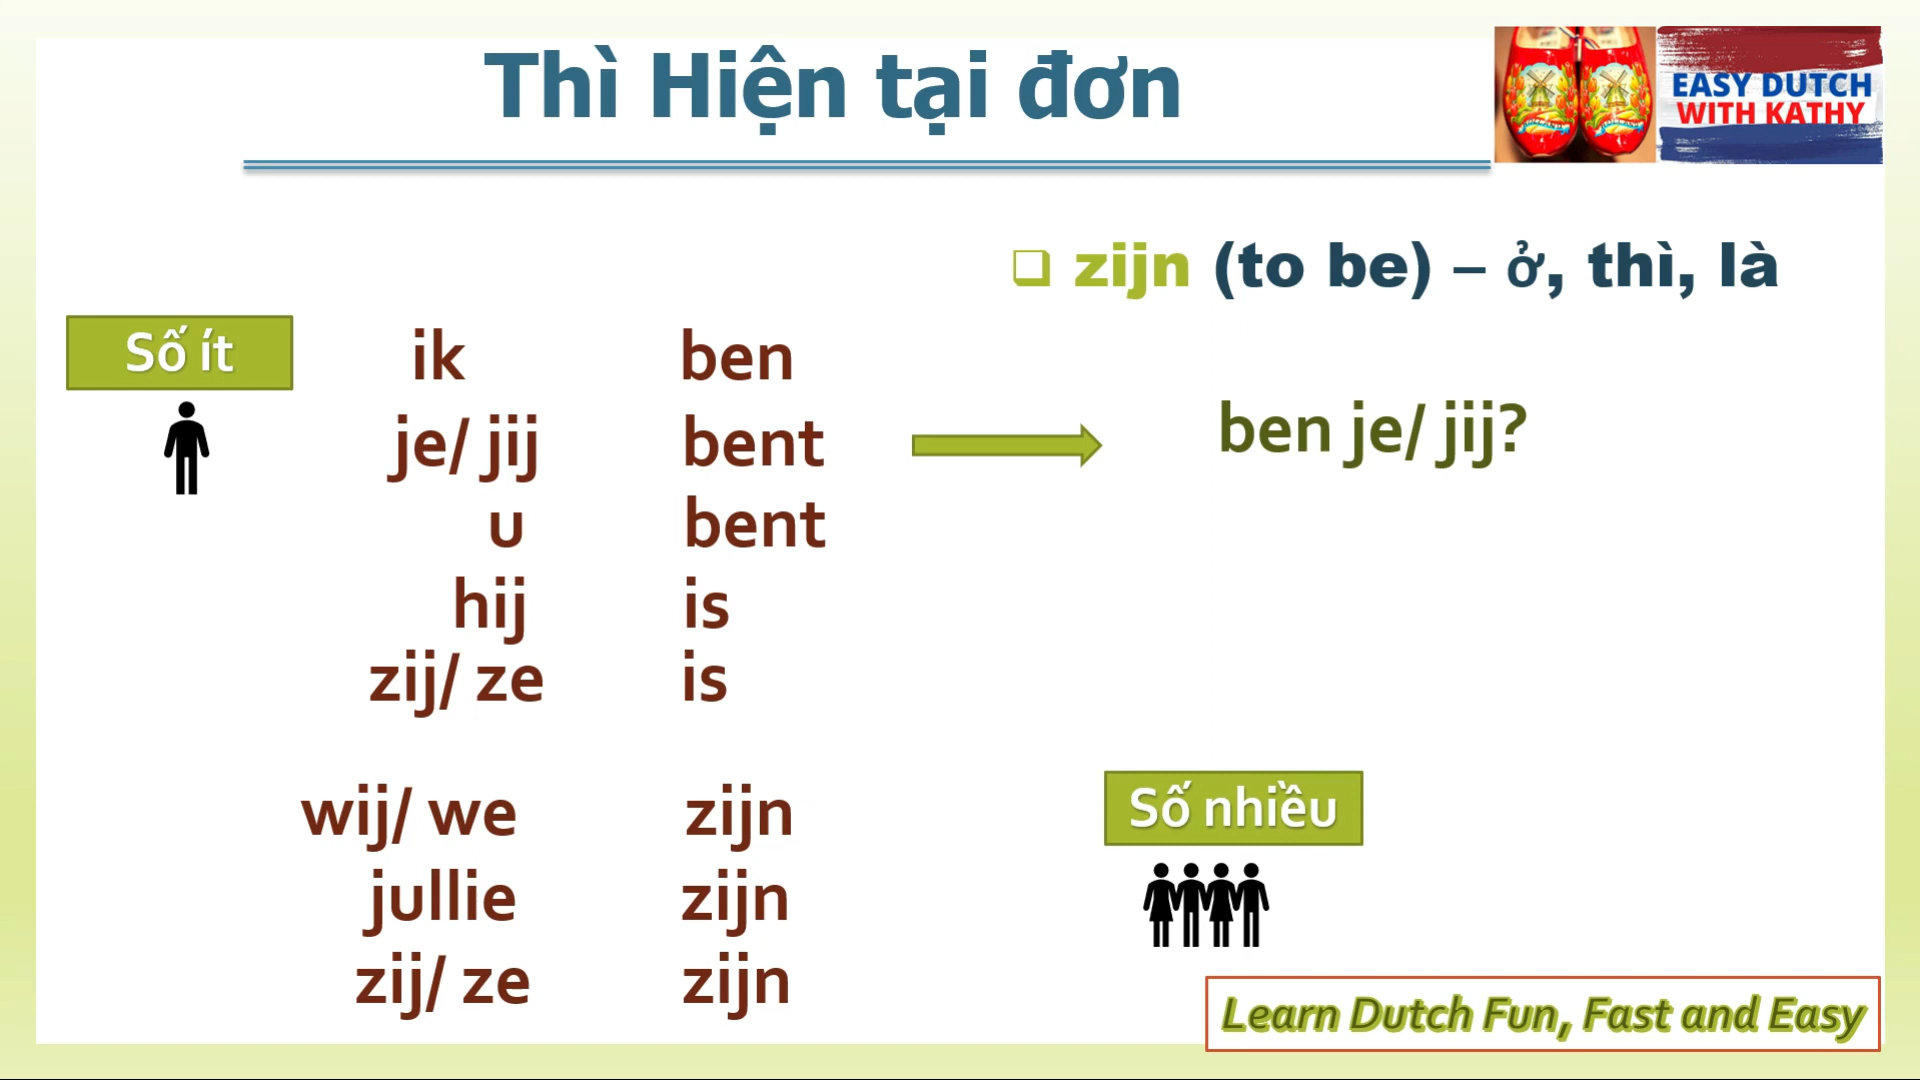 Thì Hiện tại đơn
EASY DUTCH
WITH KATHY
zijn (to be) – ở, thì, là
Số ít
ik ben
je/ jij bent
ben je/ jij?
u bent
hij is
zij/ ze is
wij/ we zijn
Số nhiều
jullie zijn
zij/ ze zijn
Learn Dutch Fun, Fast and Easy